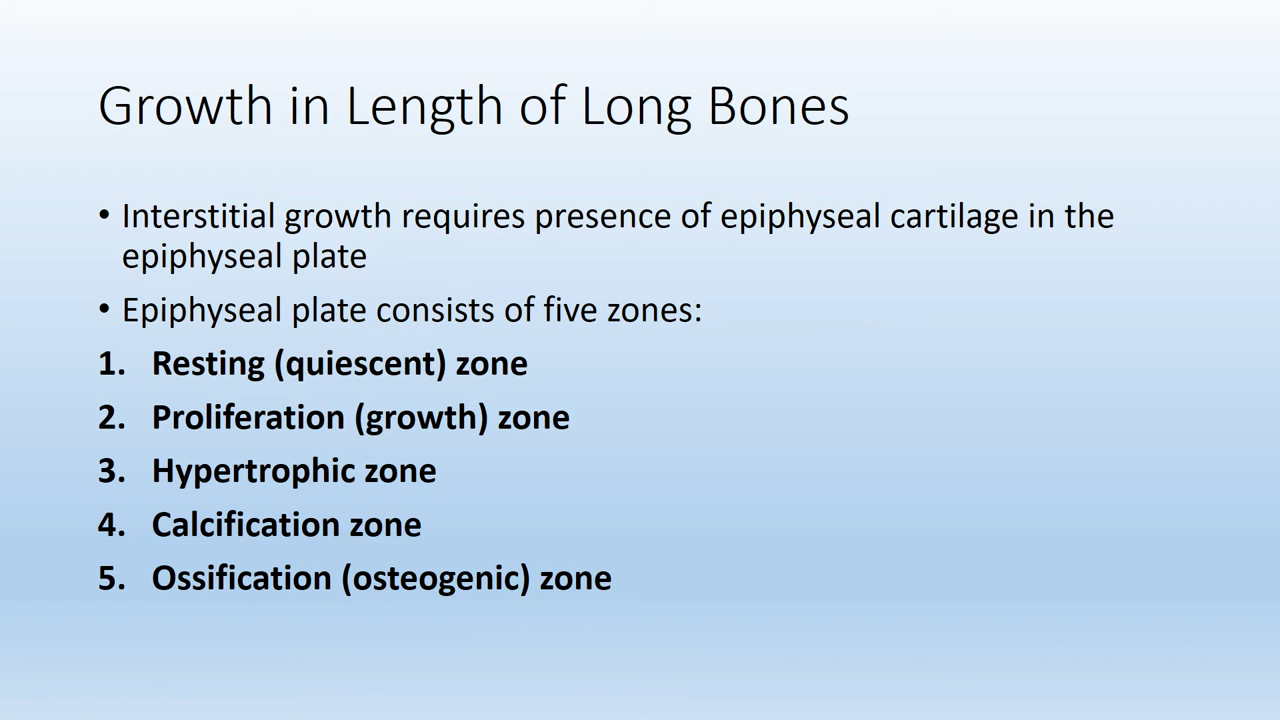 Growth in Length of Long Bones
• Interstitial growth requires presence of epiphyseal cartilage in the
epiphyseal plate
• Epiphyseal plate consists of five zones:
1. Resting (quiescent) zone
2. Proliferation (growth) zone
3. Hypertrophic zone
4. Calcification zone
5. Ossification (osteogenic) zone